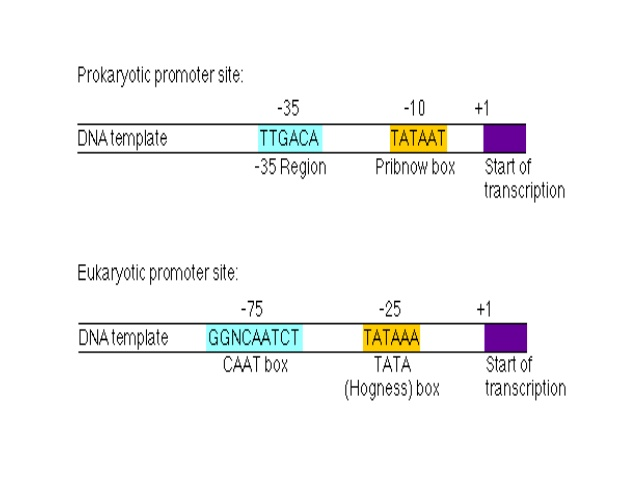 Prokaryotic promoter site:
-35 -10 +1
DNA template TTGACA TATAAT
-35 Region Pribnow box Start of
transcription
Eukaryotic promoter site:
-75 -25 +1
DNA template GGNCAATCT TATAAA
CAAT box TATA Start of
(Hogness) box transcription